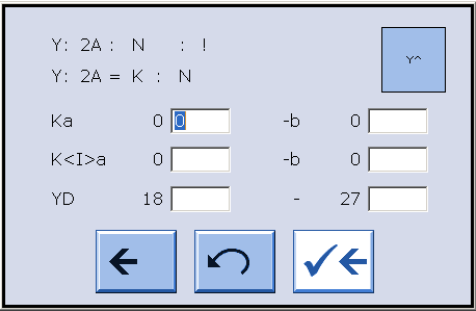 Y: 2A : N : !
Y: 2A = K : N
Y^
Ka 0 0 -b 0
K<I>a 0 -b 0
YD 18 - 27